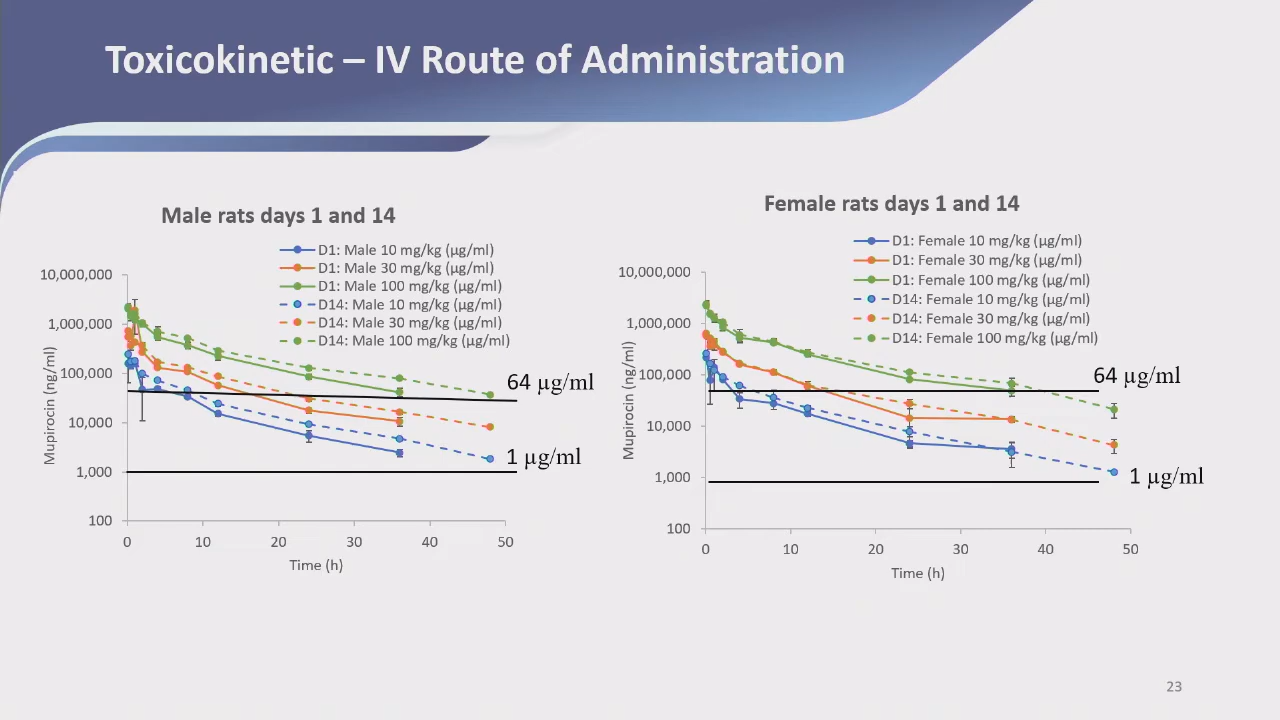 Toxicokinetic – IV Route of Administration
Male rats days 1 and 14
D1: Male 10 mg/kg (µg/ml)
D1: Male 30 mg/kg (µg/ml)
D1: Male 100 mg/kg (µg/ml)
D14: Male 10 mg/kg (µg/ml)
D14: Male 30 mg/kg (µg/ml)
D14: Male 100 mg/kg (µg/ml)
Mupirocin (ng/ml)
10,000,000
1,000,000
100,000
10,000
1,000
100
64 µg/ml
1 µg/ml
0
10
20
30
40
50
Time (h)
Female rats days 1 and 14
D1: Female 10 mg/kg (µg/ml)
D1: Female 30 mg/kg (µg/ml)
D1: Female 100 mg/kg (µg/ml)
D14: Female 10 mg/kg (µg/ml)
D14: Female 30 mg/kg (µg/ml)
D14: Female 100 mg/kg (µg/ml)
Mupirocin (ng/ml)
10,000,000
1,000,000
100,000
10,000
1,000
100
64 µg/ml
1 µg/ml
0
10
20
30
40
50
Time (h)
23